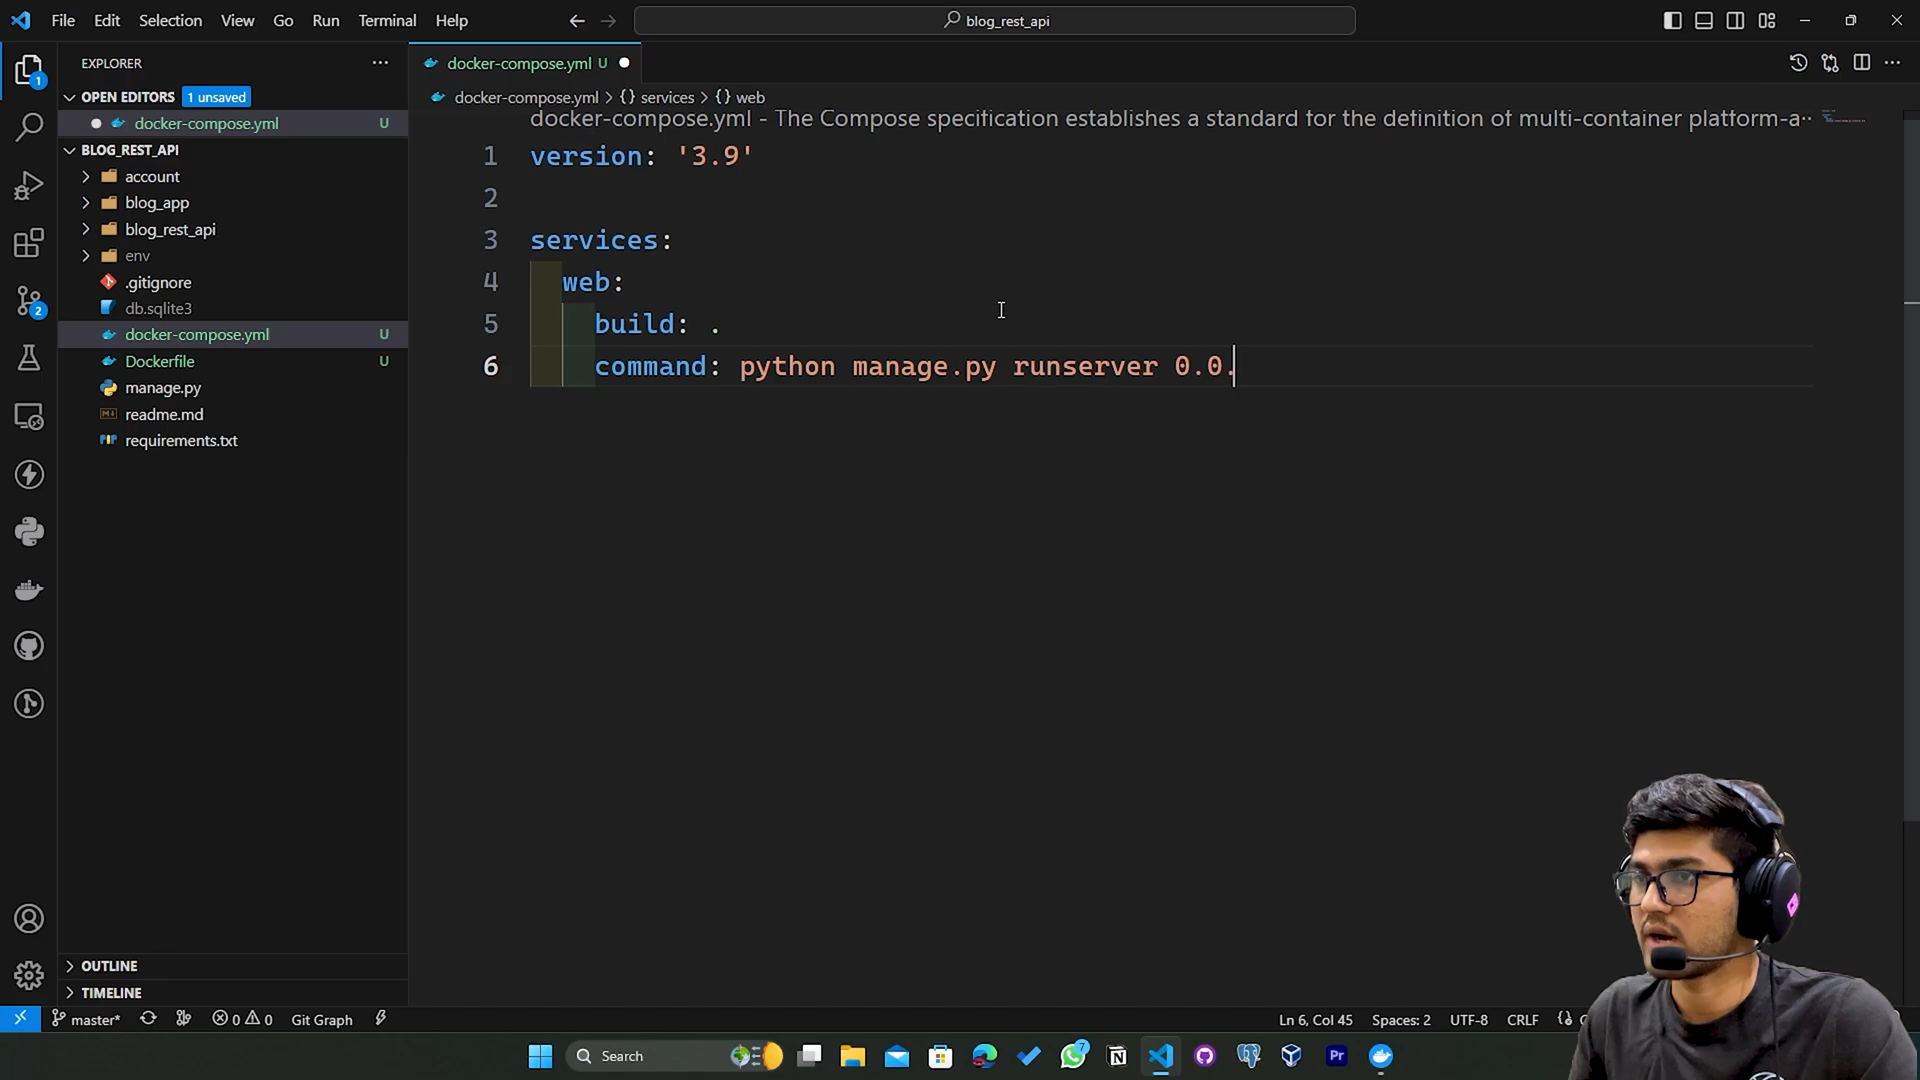 File Edit Selection View Go Run Terminal Help
blog_rest_api
EXPLORER
1
OPEN EDITORS 1 unsaved
docker-compose.yml U
BLOG_REST_API
account
blog_app
blog_rest_api
env
.gitignore
db.sqlite3
docker-compose.yml U
Dockerfile U
manage.py
readme.md
requirements.txt
2
OUTLINE
TIMELINE
docker-compose.yml U
docker-compose.yml > {} services > {} web
docker-compose.yml - The Compose specification establishes a standard for the definition of multi-container platform-a...
1 version: '3.9'
2
3 services:
4 web:
5 build: .
6 command: python manage.py runserver 0.0.
master* 0 0 Git Graph
Ln 6, Col 45 Spaces: 2 UTF-8 CRLF {}
Search
7
Pr